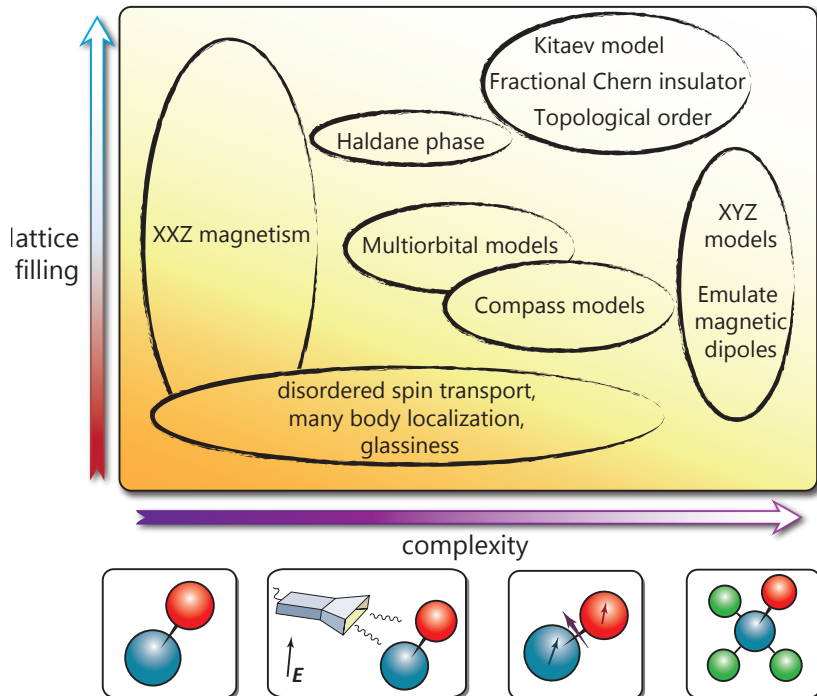 Kitaev model
Fractional Chern insulator
Topological order
Haldane phase
XXZ magnetism
lattice
filling
Multiorbital models
Compass models
XYZ
models
Emulate
magnetic
dipoles
disordered spin transport,
many body localization,
glassiness
complexity
E